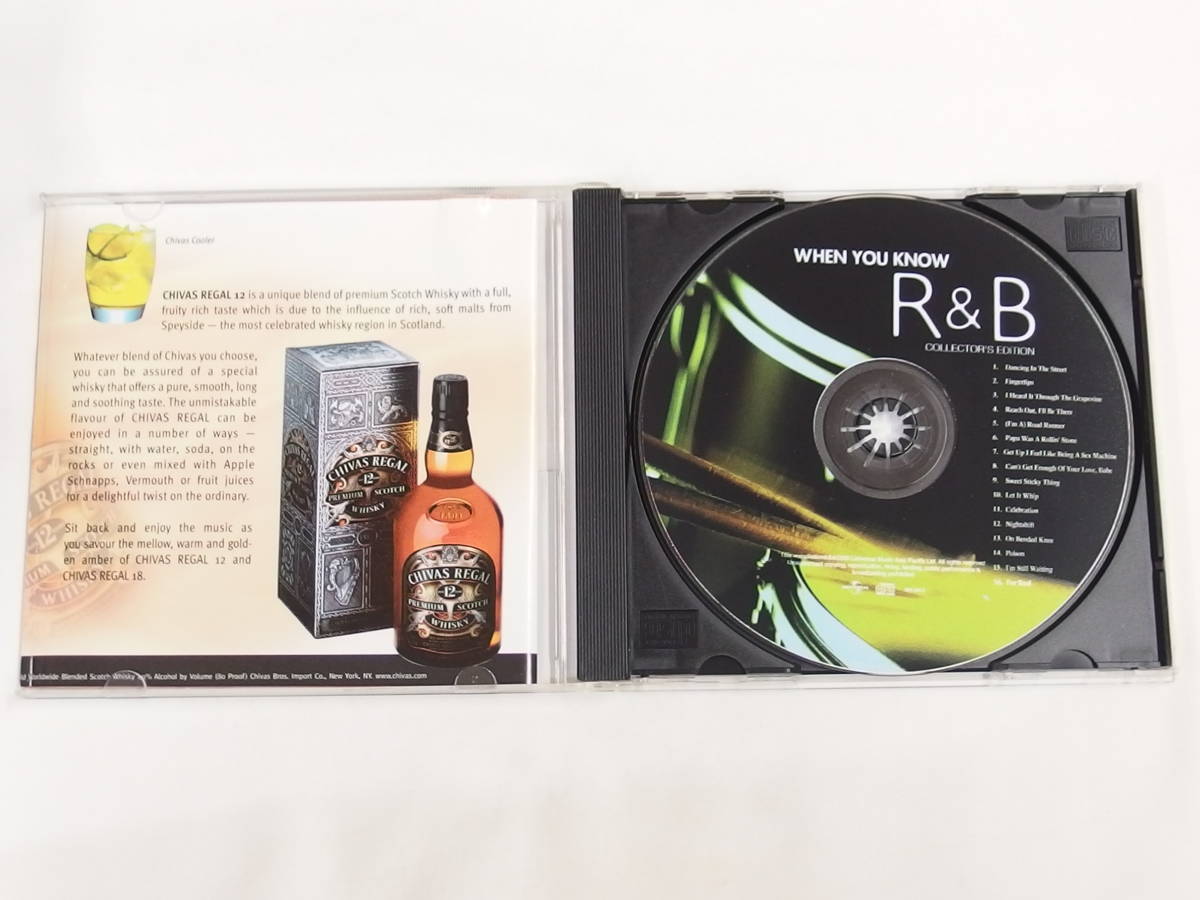 Chivas Cooler
CHIVAS REGAL 12 is a unique blend of premium Scotch Whisky with a full,
fruity rich taste which is due to the influence of rich, soft malts from
Speyside — the most celebrated whisky region in Scotland.
Whatever blend of Chivas you choose,
you can be assured of a special
whisky that offers a pure, smooth, long
and soothing taste. The unmistakable
flavour of CHIVAS REGAL can be
enjoyed in a number of ways —
straight, with water, soda, on the
rocks or even mixed with Apple
Schnapps, Vermouth or fruit juices
for a delightful twist on the ordinary.
Sit back and enjoy the music as
you savour the mellow, warm and gold-
en amber of CHIVAS REGAL 12 and
CHIVAS REGAL 18.
CHIVAS REGAL
12
PREMIUM SCOTCH
WHISKY
CHIVAS REGAL
12
PREMIUM SCOTCH
WHISKY
Worldwide Blended Scotch Whisky Alcohol by Volume (80 Proof) Chivas Bros. Import Co., New York, NY. www.chivas.com
WHEN YOU KNOW
R&B
COLLECTOR'S EDITION
1. Dancing In The Street
2. Fingertips
3. I Heard It Through The Grapevine
4. Reach Out, I'll Be There
5. (I'm A) Road Runner
6. Papa Was A Rollin' Stone
7. Get Up I Feel Like Being A Sex Machine
8. Can't Get Enough Of Your Love, Babe
9. Sweet Sticky Thing
10. Let It Whip
11. Celebration
12. Nightshift
13. On Bended Knee
14. Poison
15. I'm Still Waiting
16. For Real